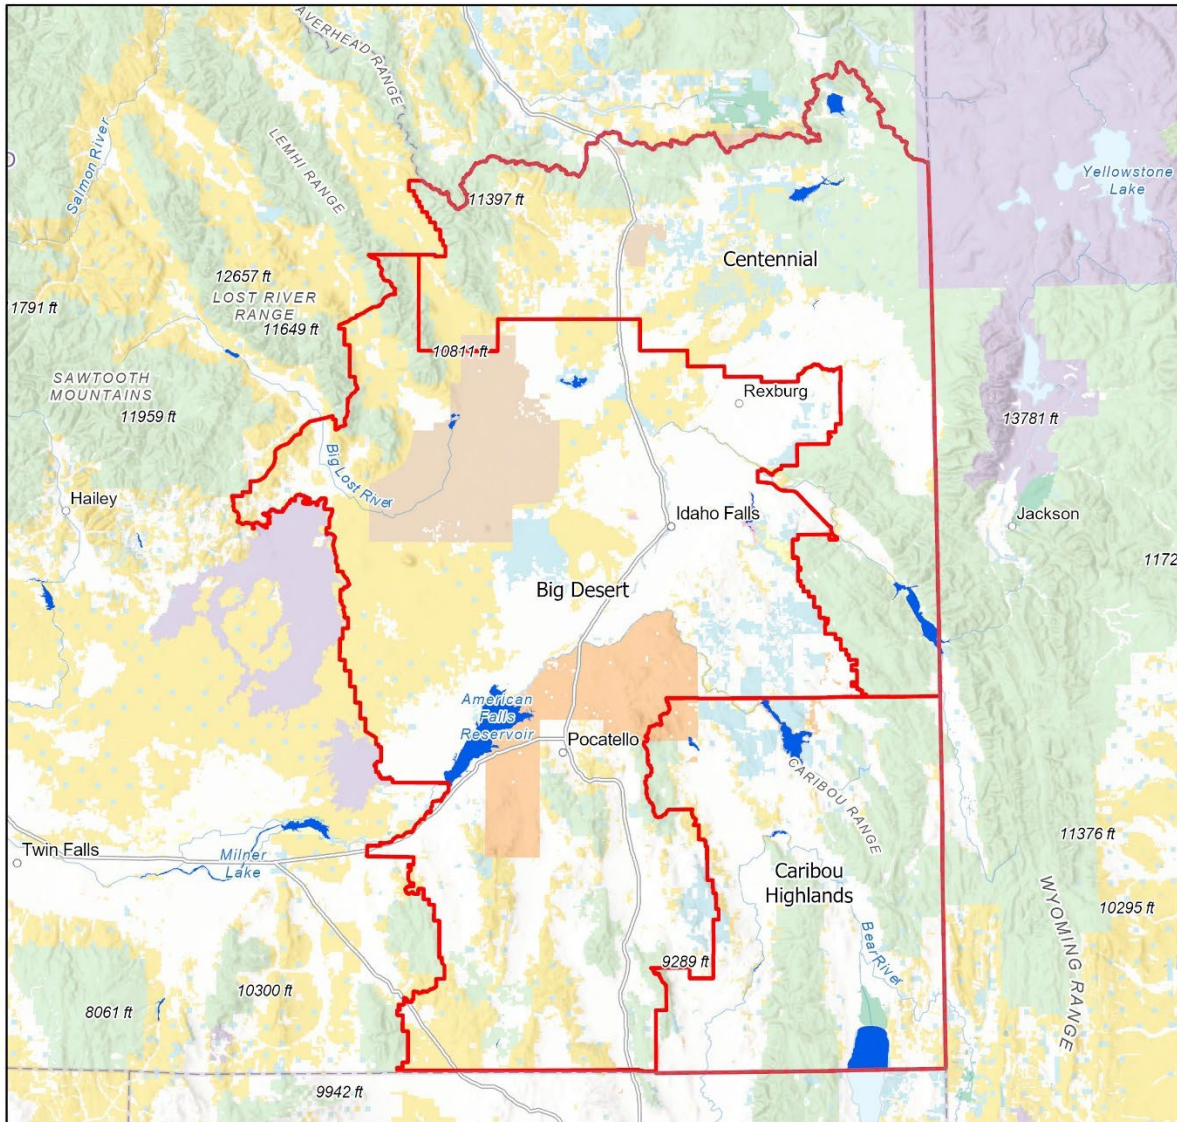 AVERHEAD RANGE
Salmon River
LEMHI RANGE
Yellowstone
Lake
11397 ft
Centennial
12657 ft
LOST RIVER
RANGE
1791 ft
11649 ft
10811 ft
SAWTOOTH
MOUNTAINS
Rexburg
11959 ft
13781 ft
Big Lost River
Hailey
Idaho Falls
Jackson
1172
Big Desert
American
Falls
Reservoir
Pocatello
CARIBOU RANGE
11376 ft
Twin Falls
Milner
Lake
Caribou
Highlands
WYOMING RANGE
10295 ft
Bear River
9289 ft
10300 ft
8061 ft
9942 ft